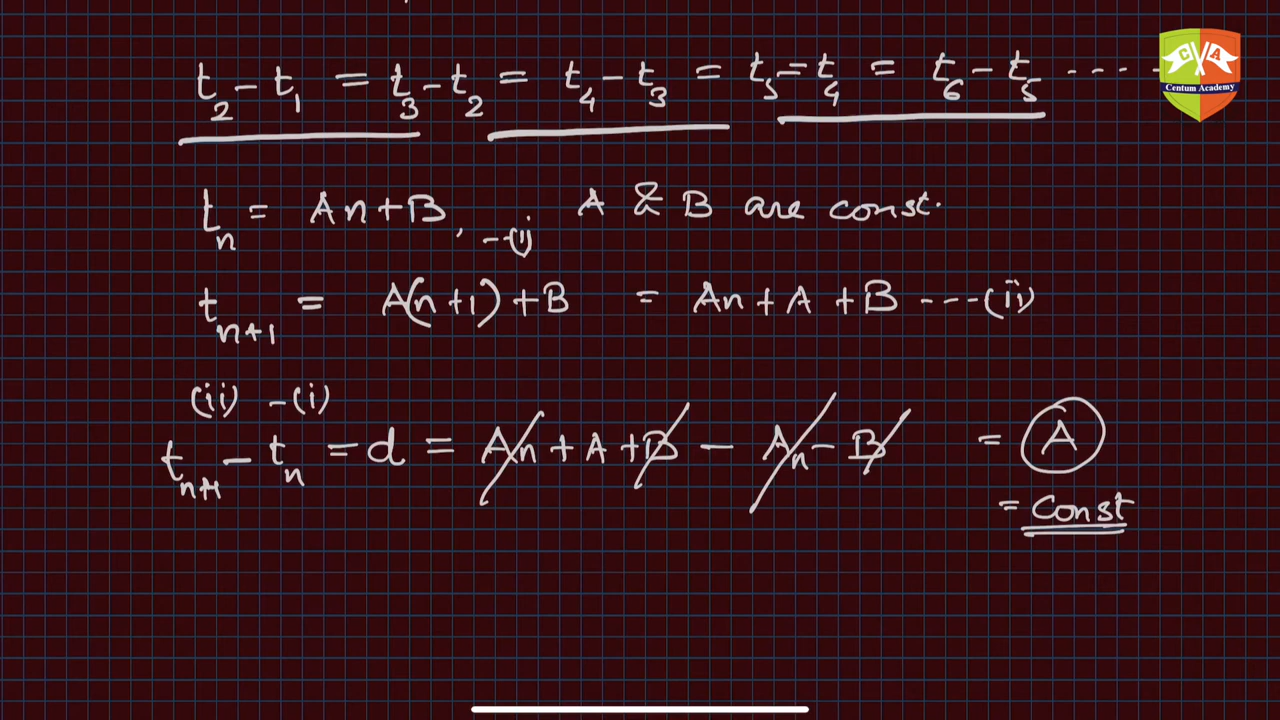 C A
Centum Academy
t₂ - t₁ = t₃ - t₂ = t₄ - t₃ = t₅ = t₄ = t₆ - t₅ ---- -
tₙ = An+B, --(i) A & B are const.
tₙ₊₁ = A(n+1) + B = An + A + B ---(ii)
(ii) -(i)
tₙ₊₁ - tₙ = d = An + A + B - An - B = A
= Const